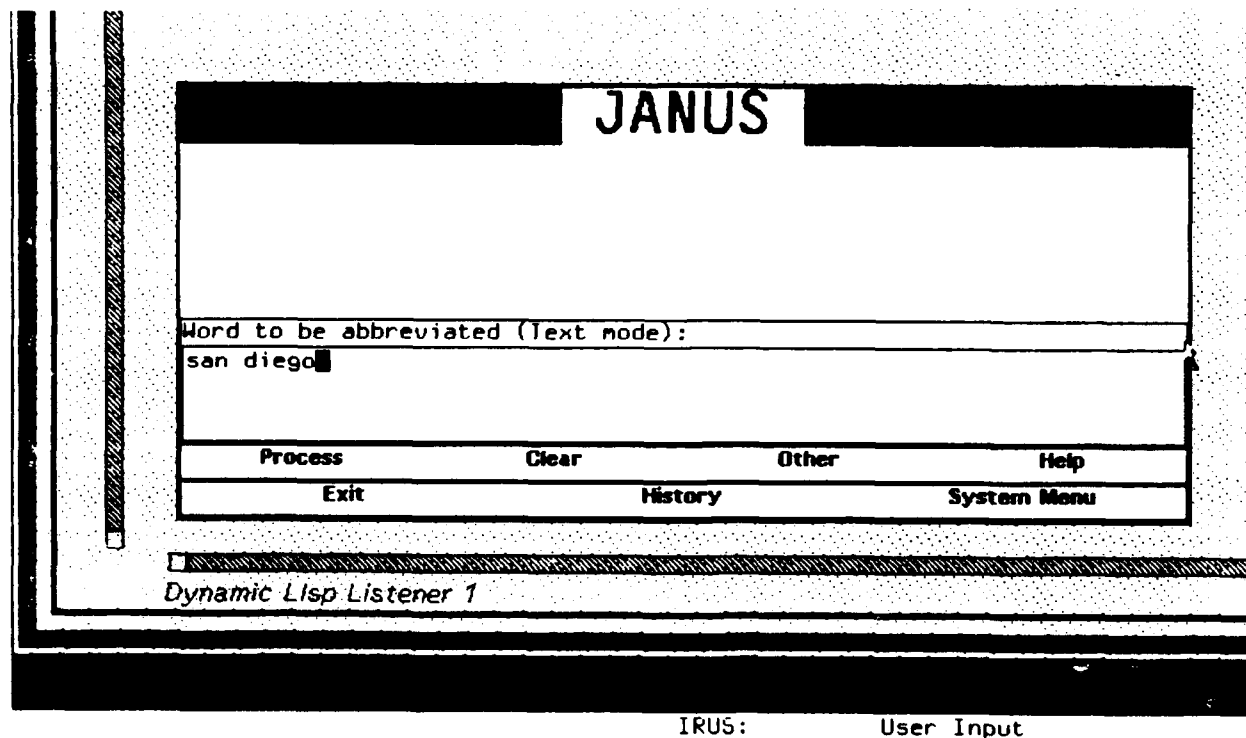 JANUS
Word to be abbreviated (Text mode):
san diego
Process Clear Other Help
Exit History System Menu
Dynamic Lisp Listener 1
IRUS: User Input